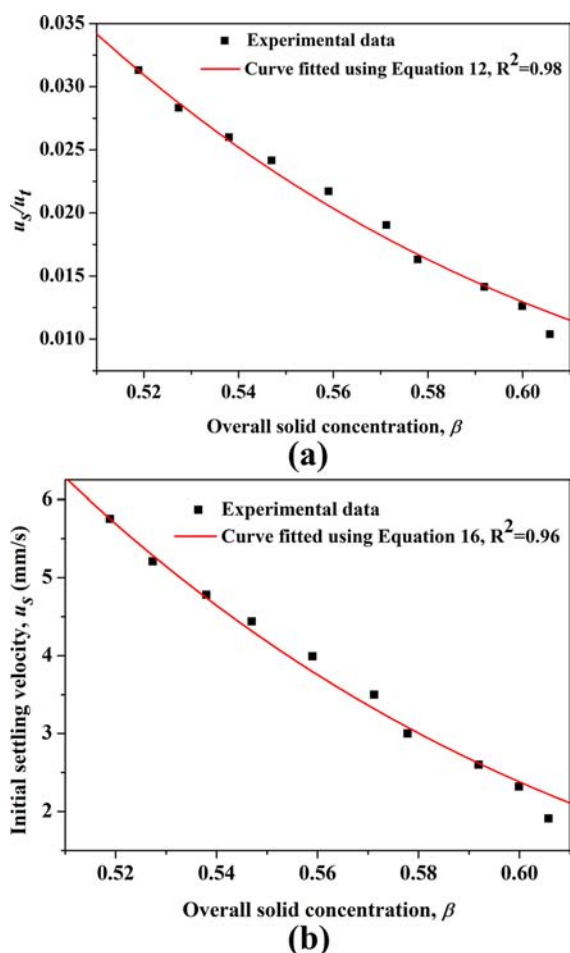 0.035
Experimental data
Curve fitted using Equation 12, R²=0.98
0.030
0.025
0.020
0.015
0.010
uₛ/uₜ
0.52 0.54 0.56 0.58 0.60
Overall solid concentration, β
(a)
6
Experimental data
Curve fitted using Equation 16, R²=0.96
5
4
3
2
Initial settling velocity, uₛ (mm/s)
0.52 0.54 0.56 0.58 0.60
Overall solid concentration, β
(b)